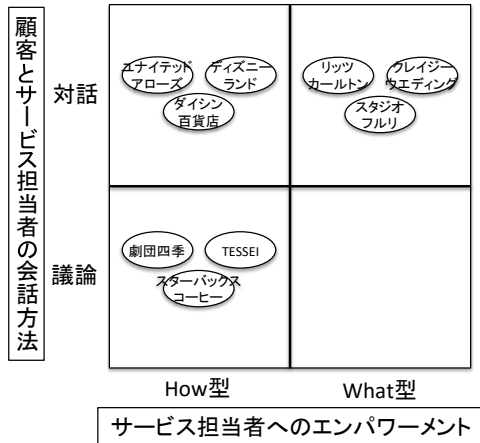 顧客とサービス担当者の会話方法
対話
ユナイテッド
アローズ
ディズニー
ランド
ダイシン
百貨店
リッツ
カールトン
クレイジー
ウエディング
スタジオ
フルリ
議論
劇団四季
TESSEI
スターバックス
コーヒー
How型
What型
サービス担当者へのエンパワーメント